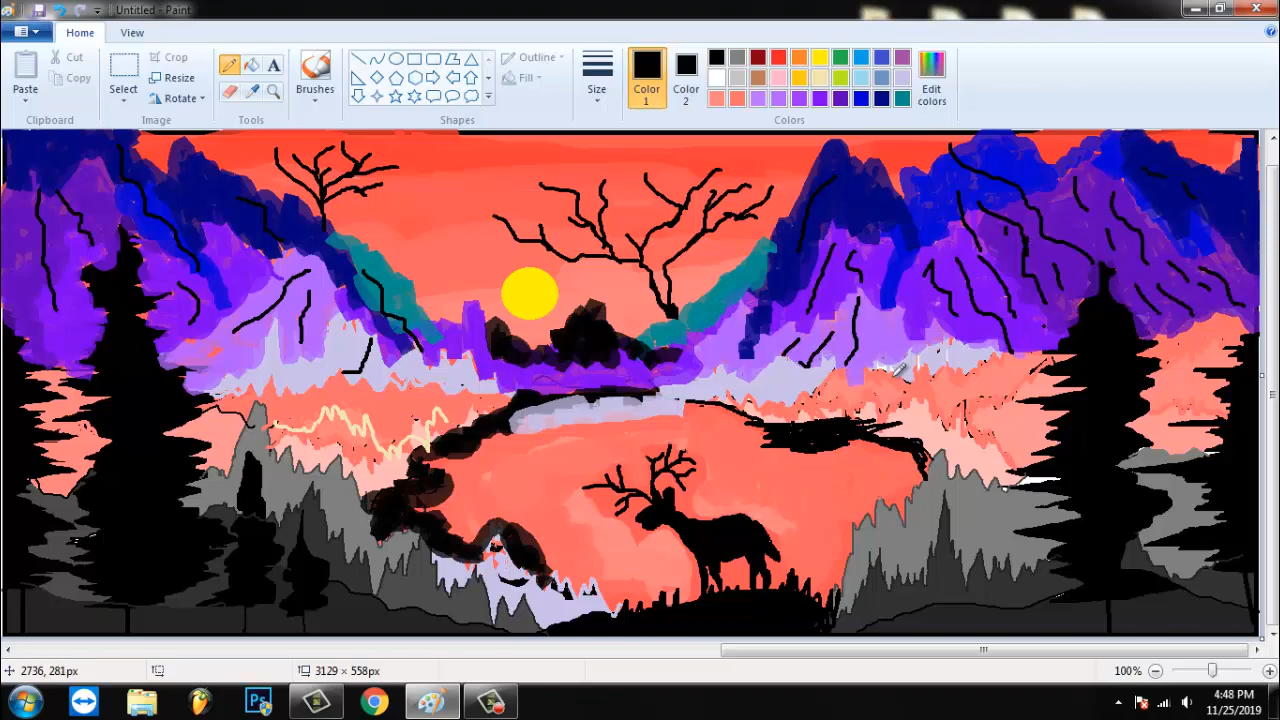 Untitled - Paint
Home View
Paste
Cut
Copy
Clipboard
Select
Crop
Resize
Rotate
Image
A
Tools
Brushes
Outline
Fill
Shapes
Size
Color 1
Color 2
Edit colors
Colors
2736, 281px
3129 × 558px
100%
Ps
4:48 PM
11/25/2019